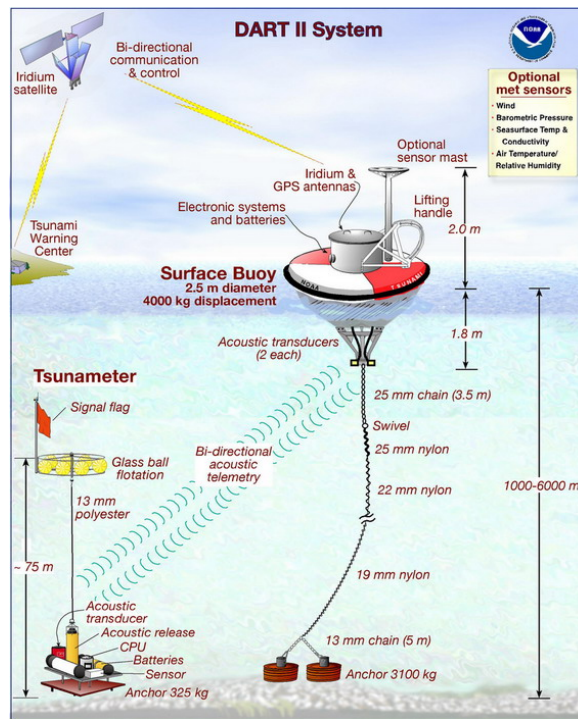 DART II System
Bi-directional
communication
& control
Iridium
satellite
NOAA
Optional
met sensors
• Wind
• Barometric Pressure
• Seasurface Temp &
Conductivity
• Air Temperature/
Relative Humidity
Optional
sensor mast
Iridium &
GPS antennas
Lifting
handle
Electronic systems
and batteries
2.0 m
Tsunami
Warning
Center
Surface Buoy
2.5 m diameter
4000 kg displacement
NOAA
TSUNAMI
1.8 m
Acoustic transducers
(2 each)
Tsunameter
25 mm chain (3.5 m)
Signal flag
Swivel
25 mm nylon
Glass ball
flotation
Bi-directional
acoustic
telemetry
22 mm nylon
1000-6000 m
13 mm
polyester
~ 75 m
19 mm nylon
Acoustic
transducer
Acoustic release
CPU
Batteries
Sensor
Anchor 325 kg
13 mm chain (5 m)
Anchor 3100 kg